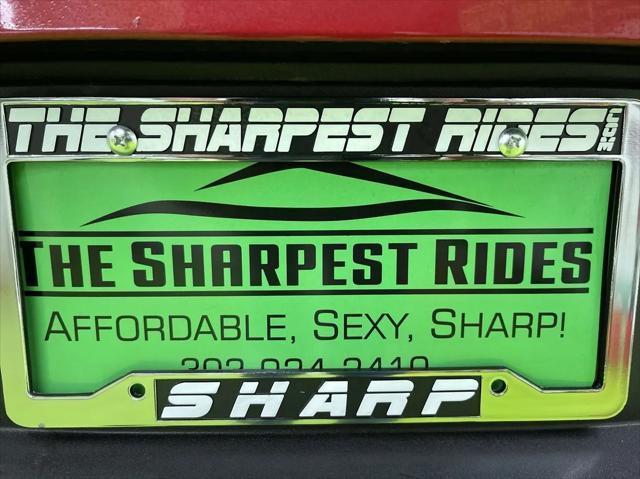 THE SHARPEST RIDES.COM
THE SHARPEST RIDES
AFFORDABLE, SEXY, SHARP!
SHARP